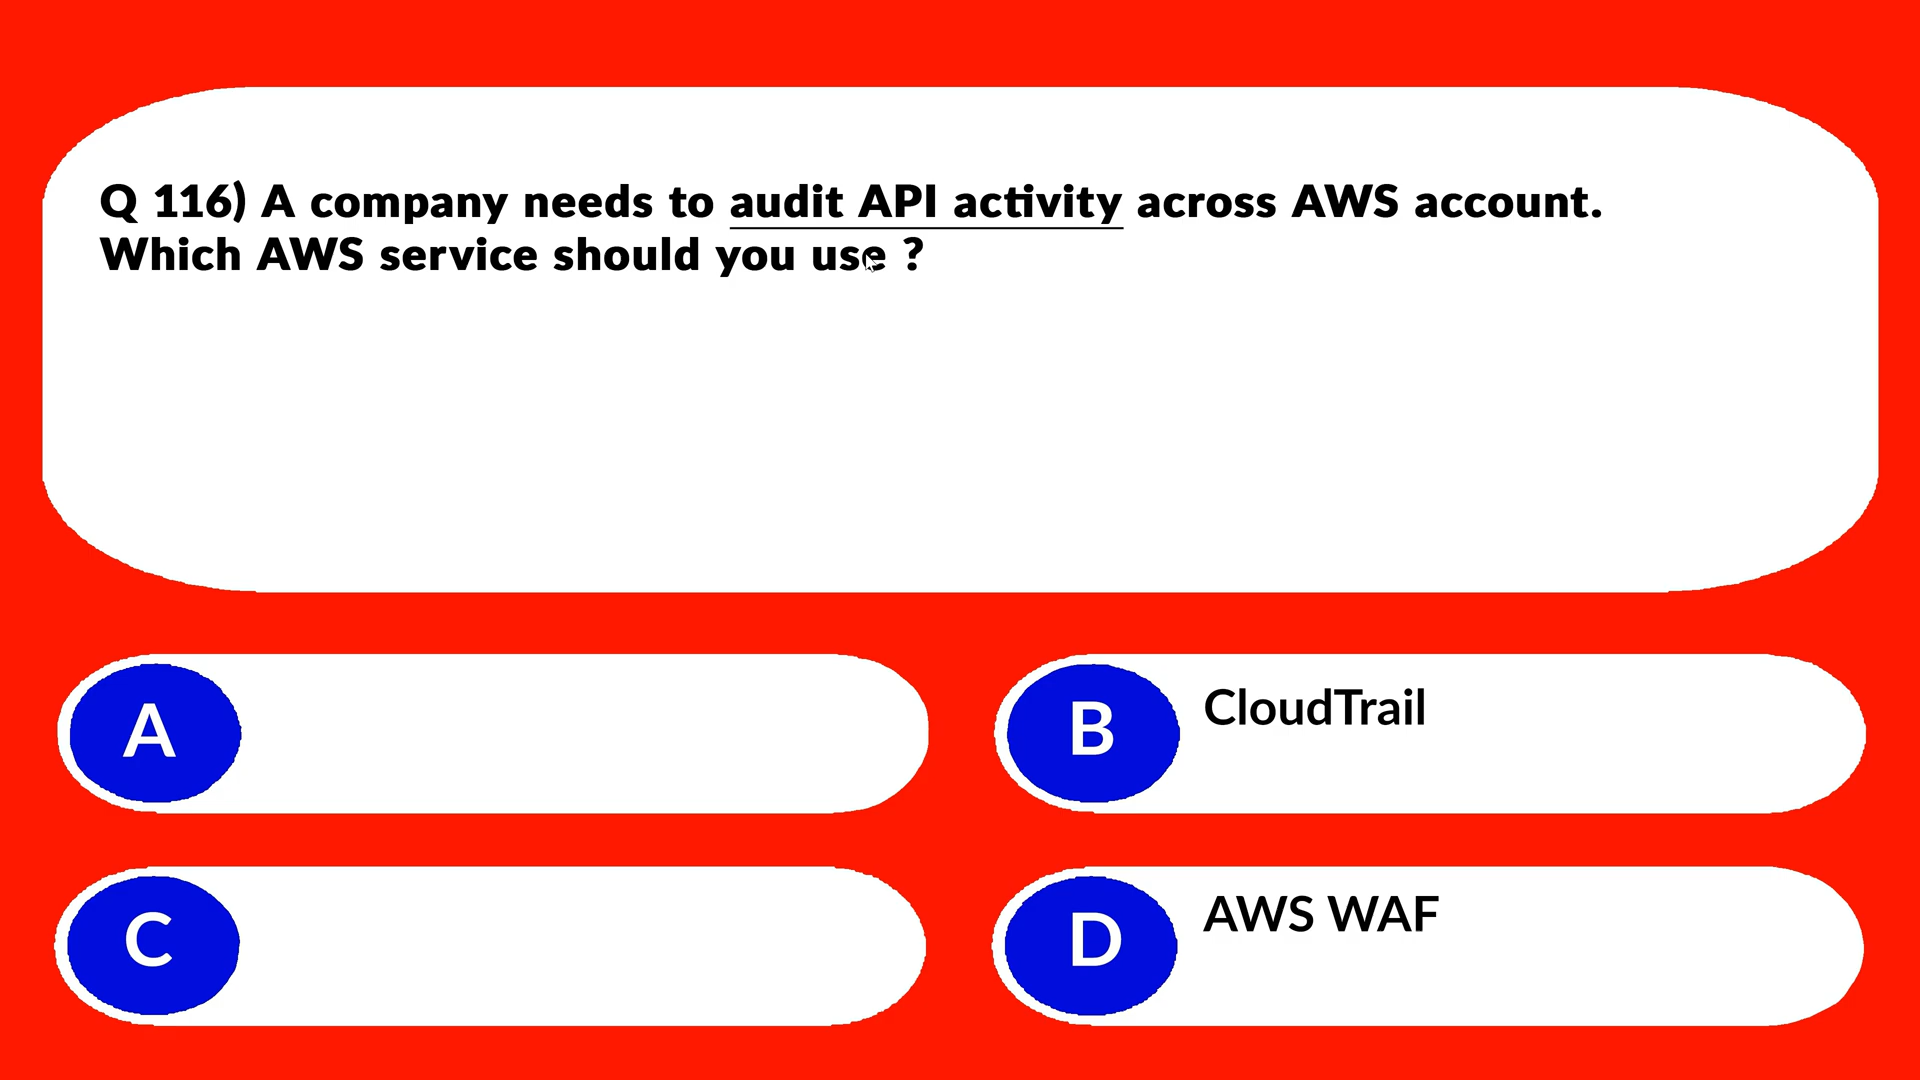 Q 116) A company needs to audit API activity across AWS account.
Which AWS service should you use ?
A
B
CloudTrail
C
D
AWS WAF